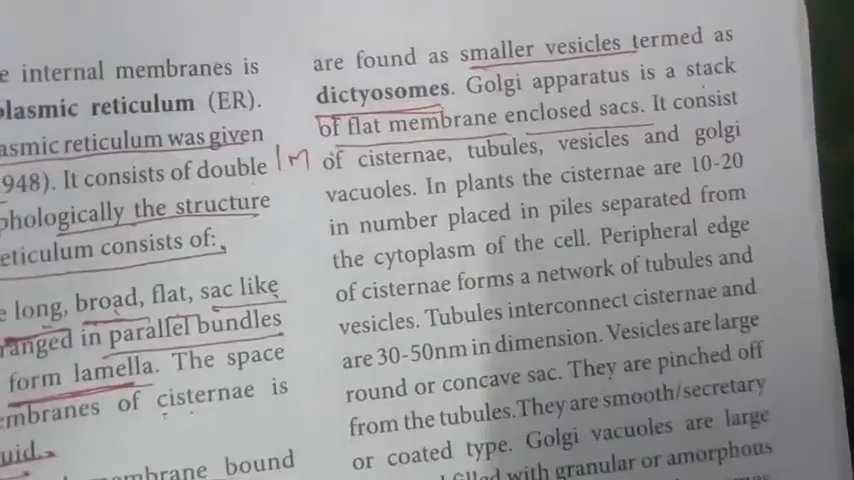 e internal membranes is
plasmic reticulum (ER).
asmic reticulum was given
948). It consists of double
phologically the structure
eticulum consists of:
e long, broad, flat, sac like
ranged in parallel bundles
form lamella. The space
embranes of cisternae is
uid.
membrane bound
are found as smaller vesicles termed as
dictyosomes. Golgi apparatus is a stack
of flat membrane enclosed sacs. It consist
1m
of cisternae, tubules, vesicles and golgi
vacuoles. In plants the cisternae are 10-20
in number placed in piles separated from
the cytoplasm of the cell. Peripheral edge
of cisternae forms a network of tubules and
vesicles. Tubules interconnect cisternae and
are 30-50nm in dimension. Vesicles are large
round or concave sac. They are pinched off
from the tubules.They are smooth/secretary
or coated type. Golgi vacuoles are large
filled with granular or amorphous